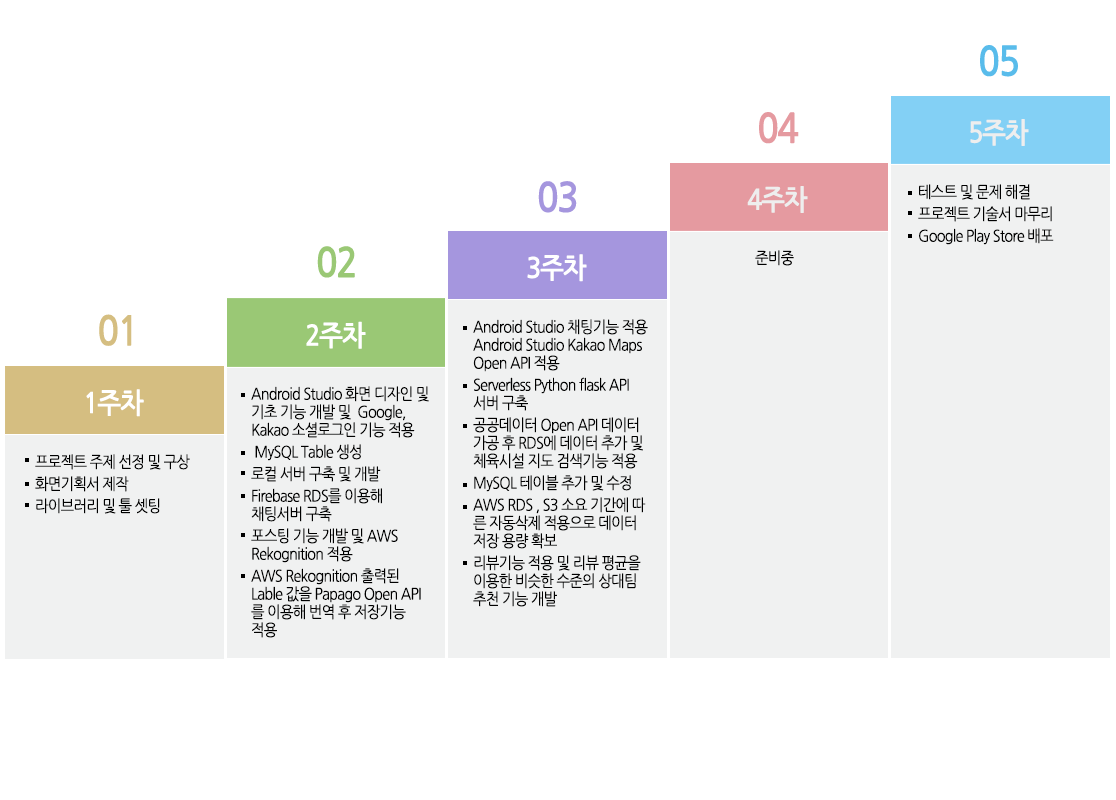 01
1주차
▪ 프로젝트 주제 선정 및 구상
▪ 화면기획서 제작
▪ 라이브러리 및 툴 셋팅
02
2주차
▪ Android Studio 화면 디자인 및
기초 기능 개발 및 Google,
Kakao 소셜로그인 기능 적용
▪ MySQL Table 생성
▪ 로컬 서버 구축 및 개발
▪ Firebase RDS를 이용해
채팅서버 구축
▪ 포스팅 기능 개발 및 AWS
Rekognition 적용
▪ AWS Rekognition 출력된
Lable 값을 Papago Open API
를 이용해 번역 후 저장기능
적용
03
3주차
▪ Android Studio 채팅기능 적용
Android Studio Kakao Maps
Open API 적용
▪ Serverless Python flask API
서버 구축
▪ 공공데이터 Open API 데이터
가공 후 RDS에 데이터 추가 및
체육시설 지도 검색기능 적용
▪ MySQL 테이블 추가 및 수정
▪ AWS RDS , S3 소요 기간에 따
른 자동삭제 적용으로 데이터
저장 용량 확보
▪ 리뷰기능 적용 및 리뷰 평균을
이용한 비슷한 수준의 상대팀
추천 기능 개발
04
4주차
준비중
05
5주차
▪ 테스트 및 문제 해결
▪ 프로젝트 기술서 마무리
▪ Google Play Store 배포